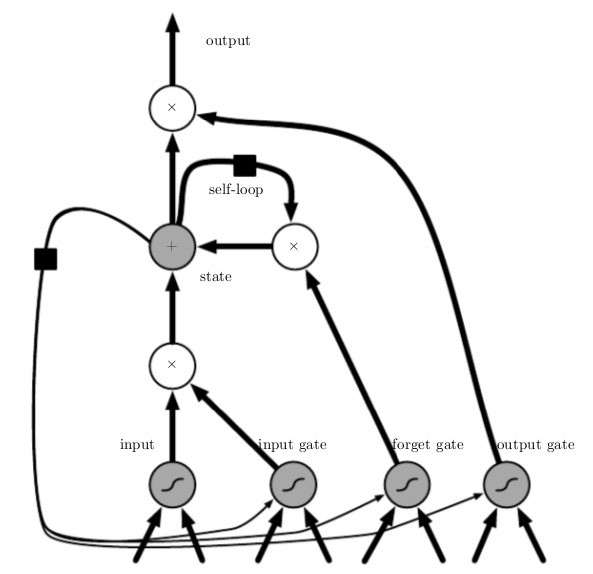 output
×
self-loop
+
×
state
×
input
input gate
forget gate
output gate